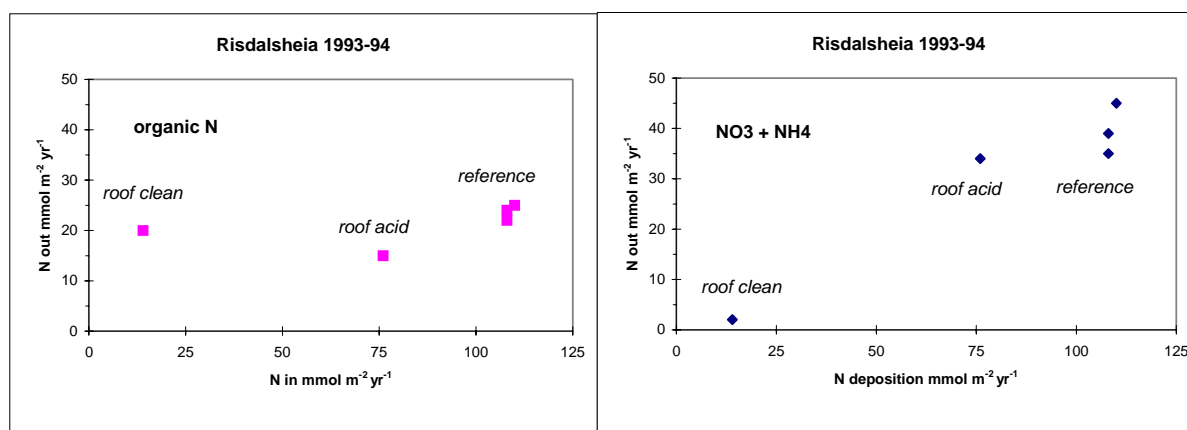 Risdalsheia 1993-94
N out mmol m⁻² yr⁻¹
50
40
30
20
10
0
organic N
roof clean
roof acid
reference
0 25 50 75 100 125
N in mmol m⁻² yr⁻¹
Risdalsheia 1993-94
N out mmol m⁻² yr⁻¹
50
40
30
20
10
0
NO3 + NH4
roof acid
reference
roof clean
0 25 50 75 100 125
N deposition mmol m⁻² yr⁻¹